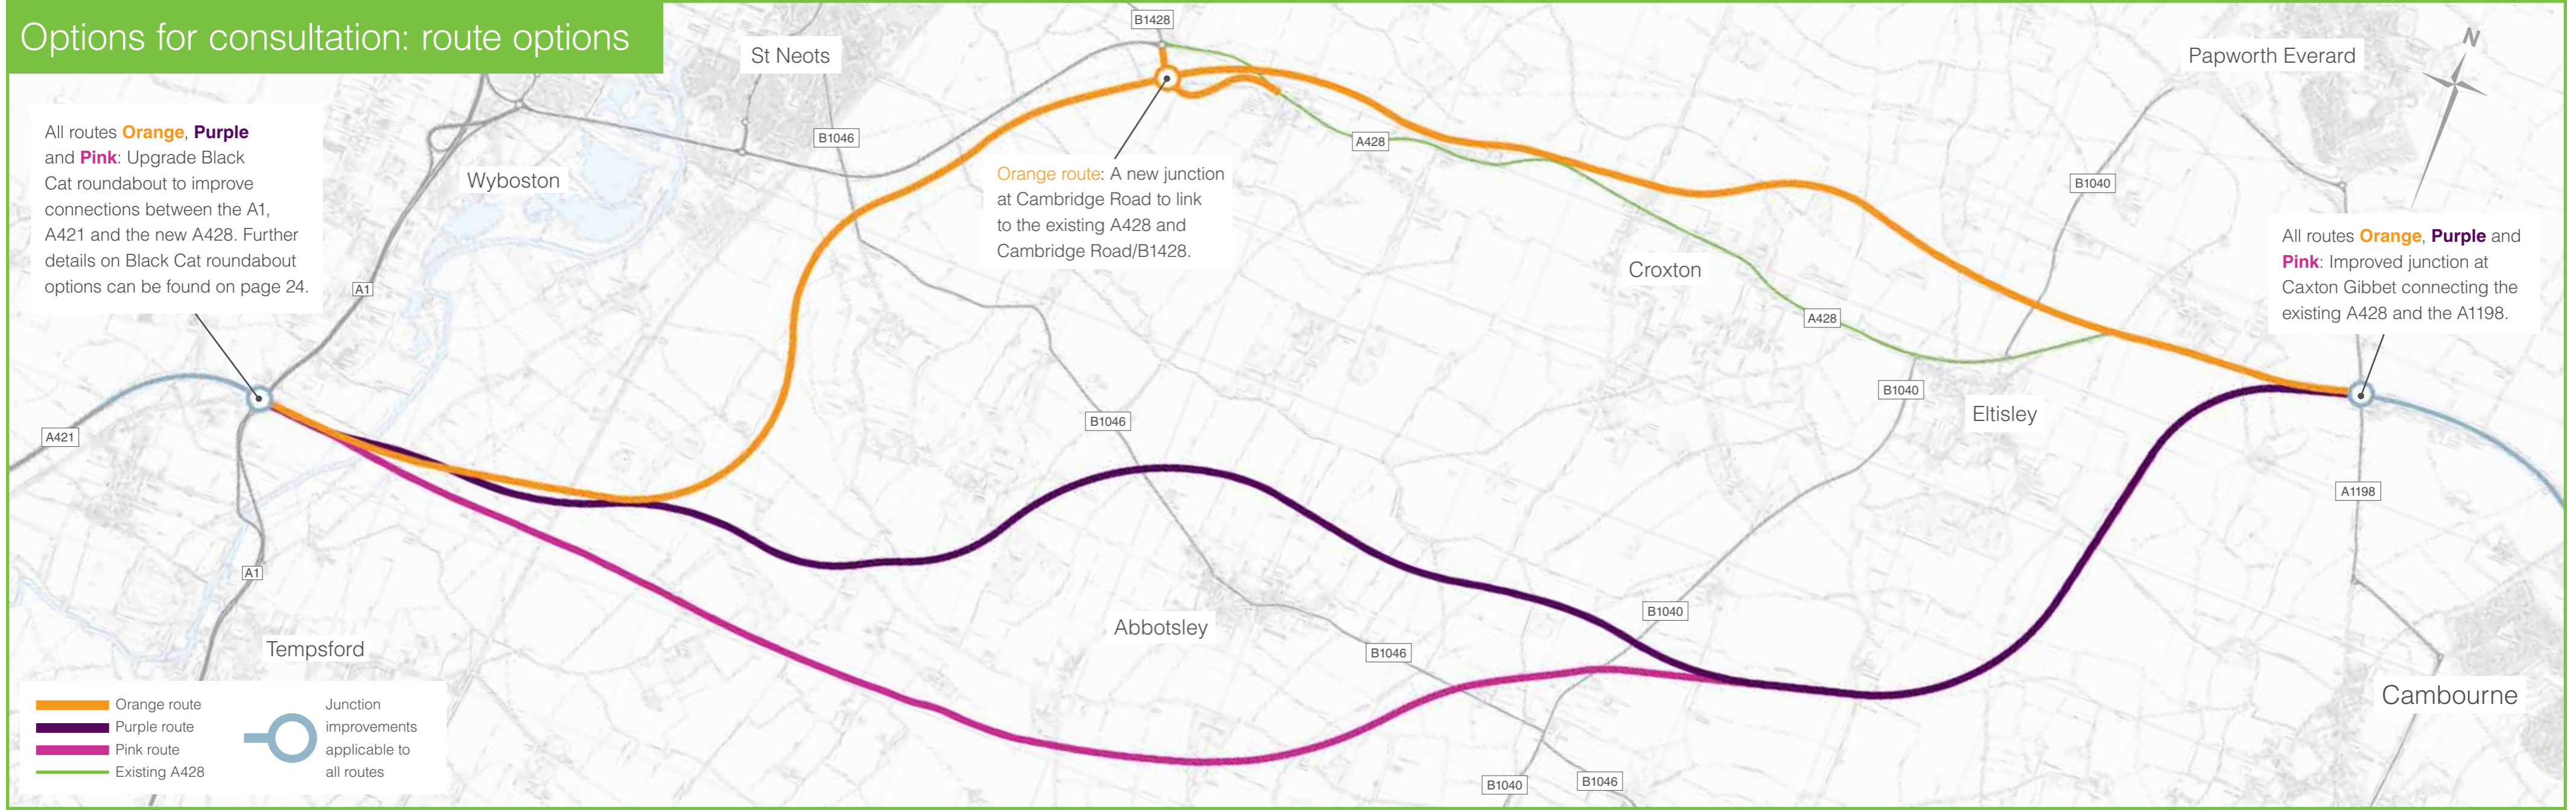 Options for consultation: route options
B1428
St Neots
Papworth Everard
N
All routes Orange, Purple
and Pink: Upgrade Black
Cat roundabout to improve
connections between the A1,
A421 and the new A428. Further
details on Black Cat roundabout
options can be found on page 24.
B1046
A428
Wyboston
Orange route: A new junction
at Cambridge Road to link
to the existing A428 and
Cambridge Road/B1428.
B1040
All routes Orange, Purple and
Pink: Improved junction at
Caxton Gibbet connecting the
existing A428 and the A1198.
Croxton
A1
A428
B1040
Eltisley
B1046
A421
A1198
A1
B1040
Abbotsley
Tempsford
B1046
Cambourne
Orange route
Purple route
Pink route
Existing A428
Junction
improvements
applicable to
all routes
B1040
B1046